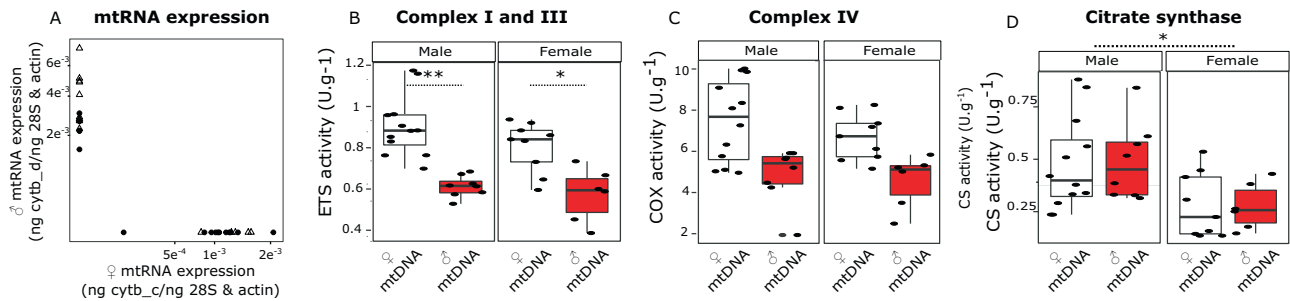 A mtRNA expression
♂ mtRNA expression
(ng cytb_d/ng 28S & actin)
6e⁻³
4e⁻³
2e⁻³
5e⁻⁴ 1e⁻³ 2e⁻³
♀ mtRNA expression
(ng cytb_c/ng 28S & actin)
B Complex I and III
Male Female
ETS activity (U.g-1)
1.2
1
0.8
0.6
0.4
** *
♀ mtDNA
♂ mtDNA
♀ mtDNA
♂ mtDNA
C Complex IV
Male Female
COX activity (U.g⁻¹)
10
8
6
4
2
♀ mtDNA
♂ mtDNA
♀ mtDNA
♂ mtDNA
D Citrate synthase
*
Male Female
CS activity (U.g⁻¹)
CS activity (U.g⁻¹)
0.75
0.5
0.25
♀ mtDNA
♂ mtDNA
♀ mtDNA
♂ mtDNA